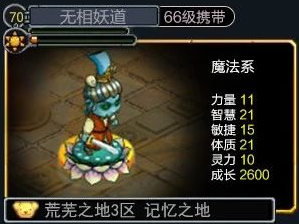 70 无相妖道 66级携带
魔法系
力量 11
智慧 21
敏捷 15
体质 21
灵力 10
成长 2600
荒芜之地3区 记忆之地